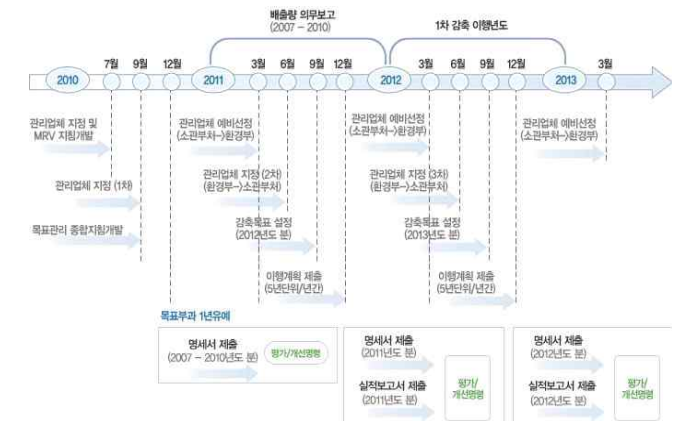 배출량 의무보고
(2007 - 2010)
1차 감축 이행년도
2010
7월
9월
12월
2011
3월
6월
9월
12월
2012
3월
6월
9월
12월
2013
3월
관리업체 지정 및
MRV 지침개발
관리업체 예비선정
(소관부처->환경부)
관리업체 예비선정
(소관부처->환경부)
관리업체 예비선정
(소관부처->환경부)
관리업체 지정 (1차)
관리업체 지정 (2차)
(환경부->소관부처)
관리업체 지정 (3차)
(환경부->소관부처)
목표관리 종합지침개발
감축목표 설정
(2012년도 분)
감축목표 설정
(2013년도 분)
이행계획 제출
(5년단위/년간)
이행계획 제출
(5년단위/년간)
목표부과 1년유예
명세서 제출
(2007 - 2010년도 분)
평가/개선명령
명세서 제출
(2011년도 분)
실적보고서 제출
(2011년도 분)
평가/
개선명령
명세서 제출
(2012년도 분)
실적보고서 제출
(2012년도 분)
평가/
개선명령